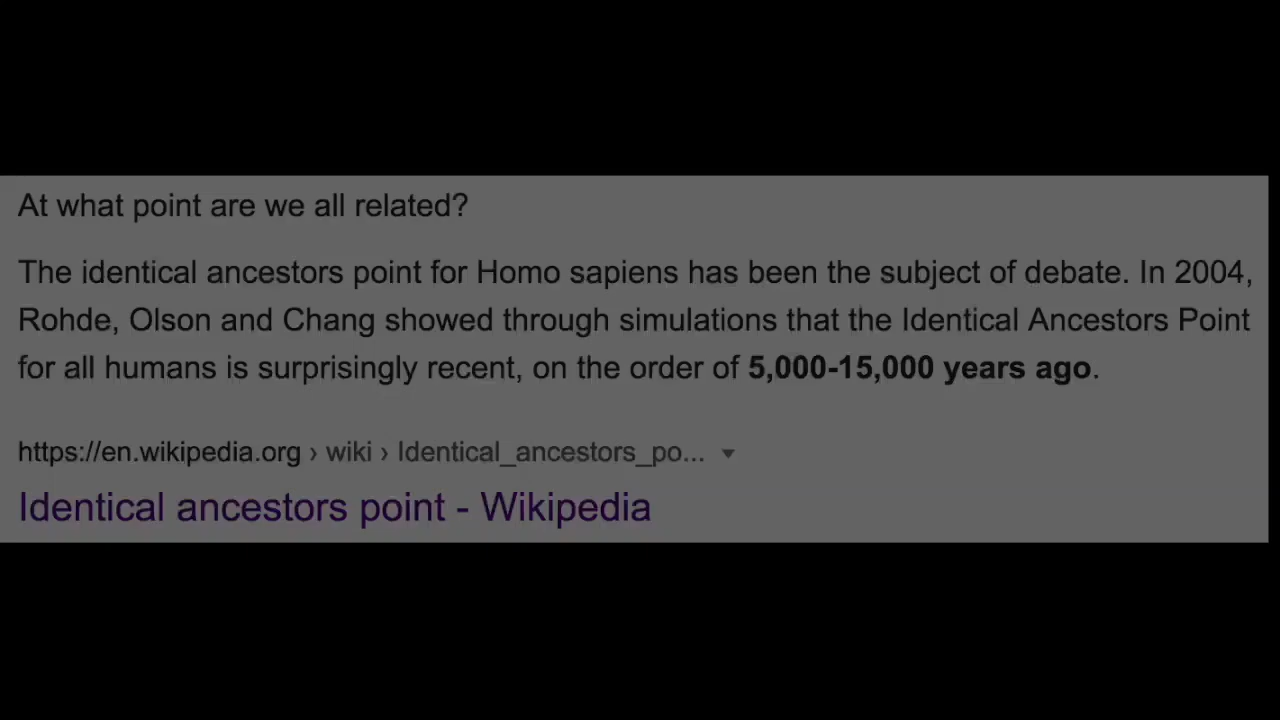 At what point are we all related?
The identical ancestors point for Homo sapiens has been the subject of debate. In 2004,
Rohde, Olson and Chang showed through simulations that the Identical Ancestors Point
for all humans is surprisingly recent, on the order of 5,000-15,000 years ago.
https://en.wikipedia.org › wiki › Identical_ancestors_po...
Identical ancestors point - Wikipedia